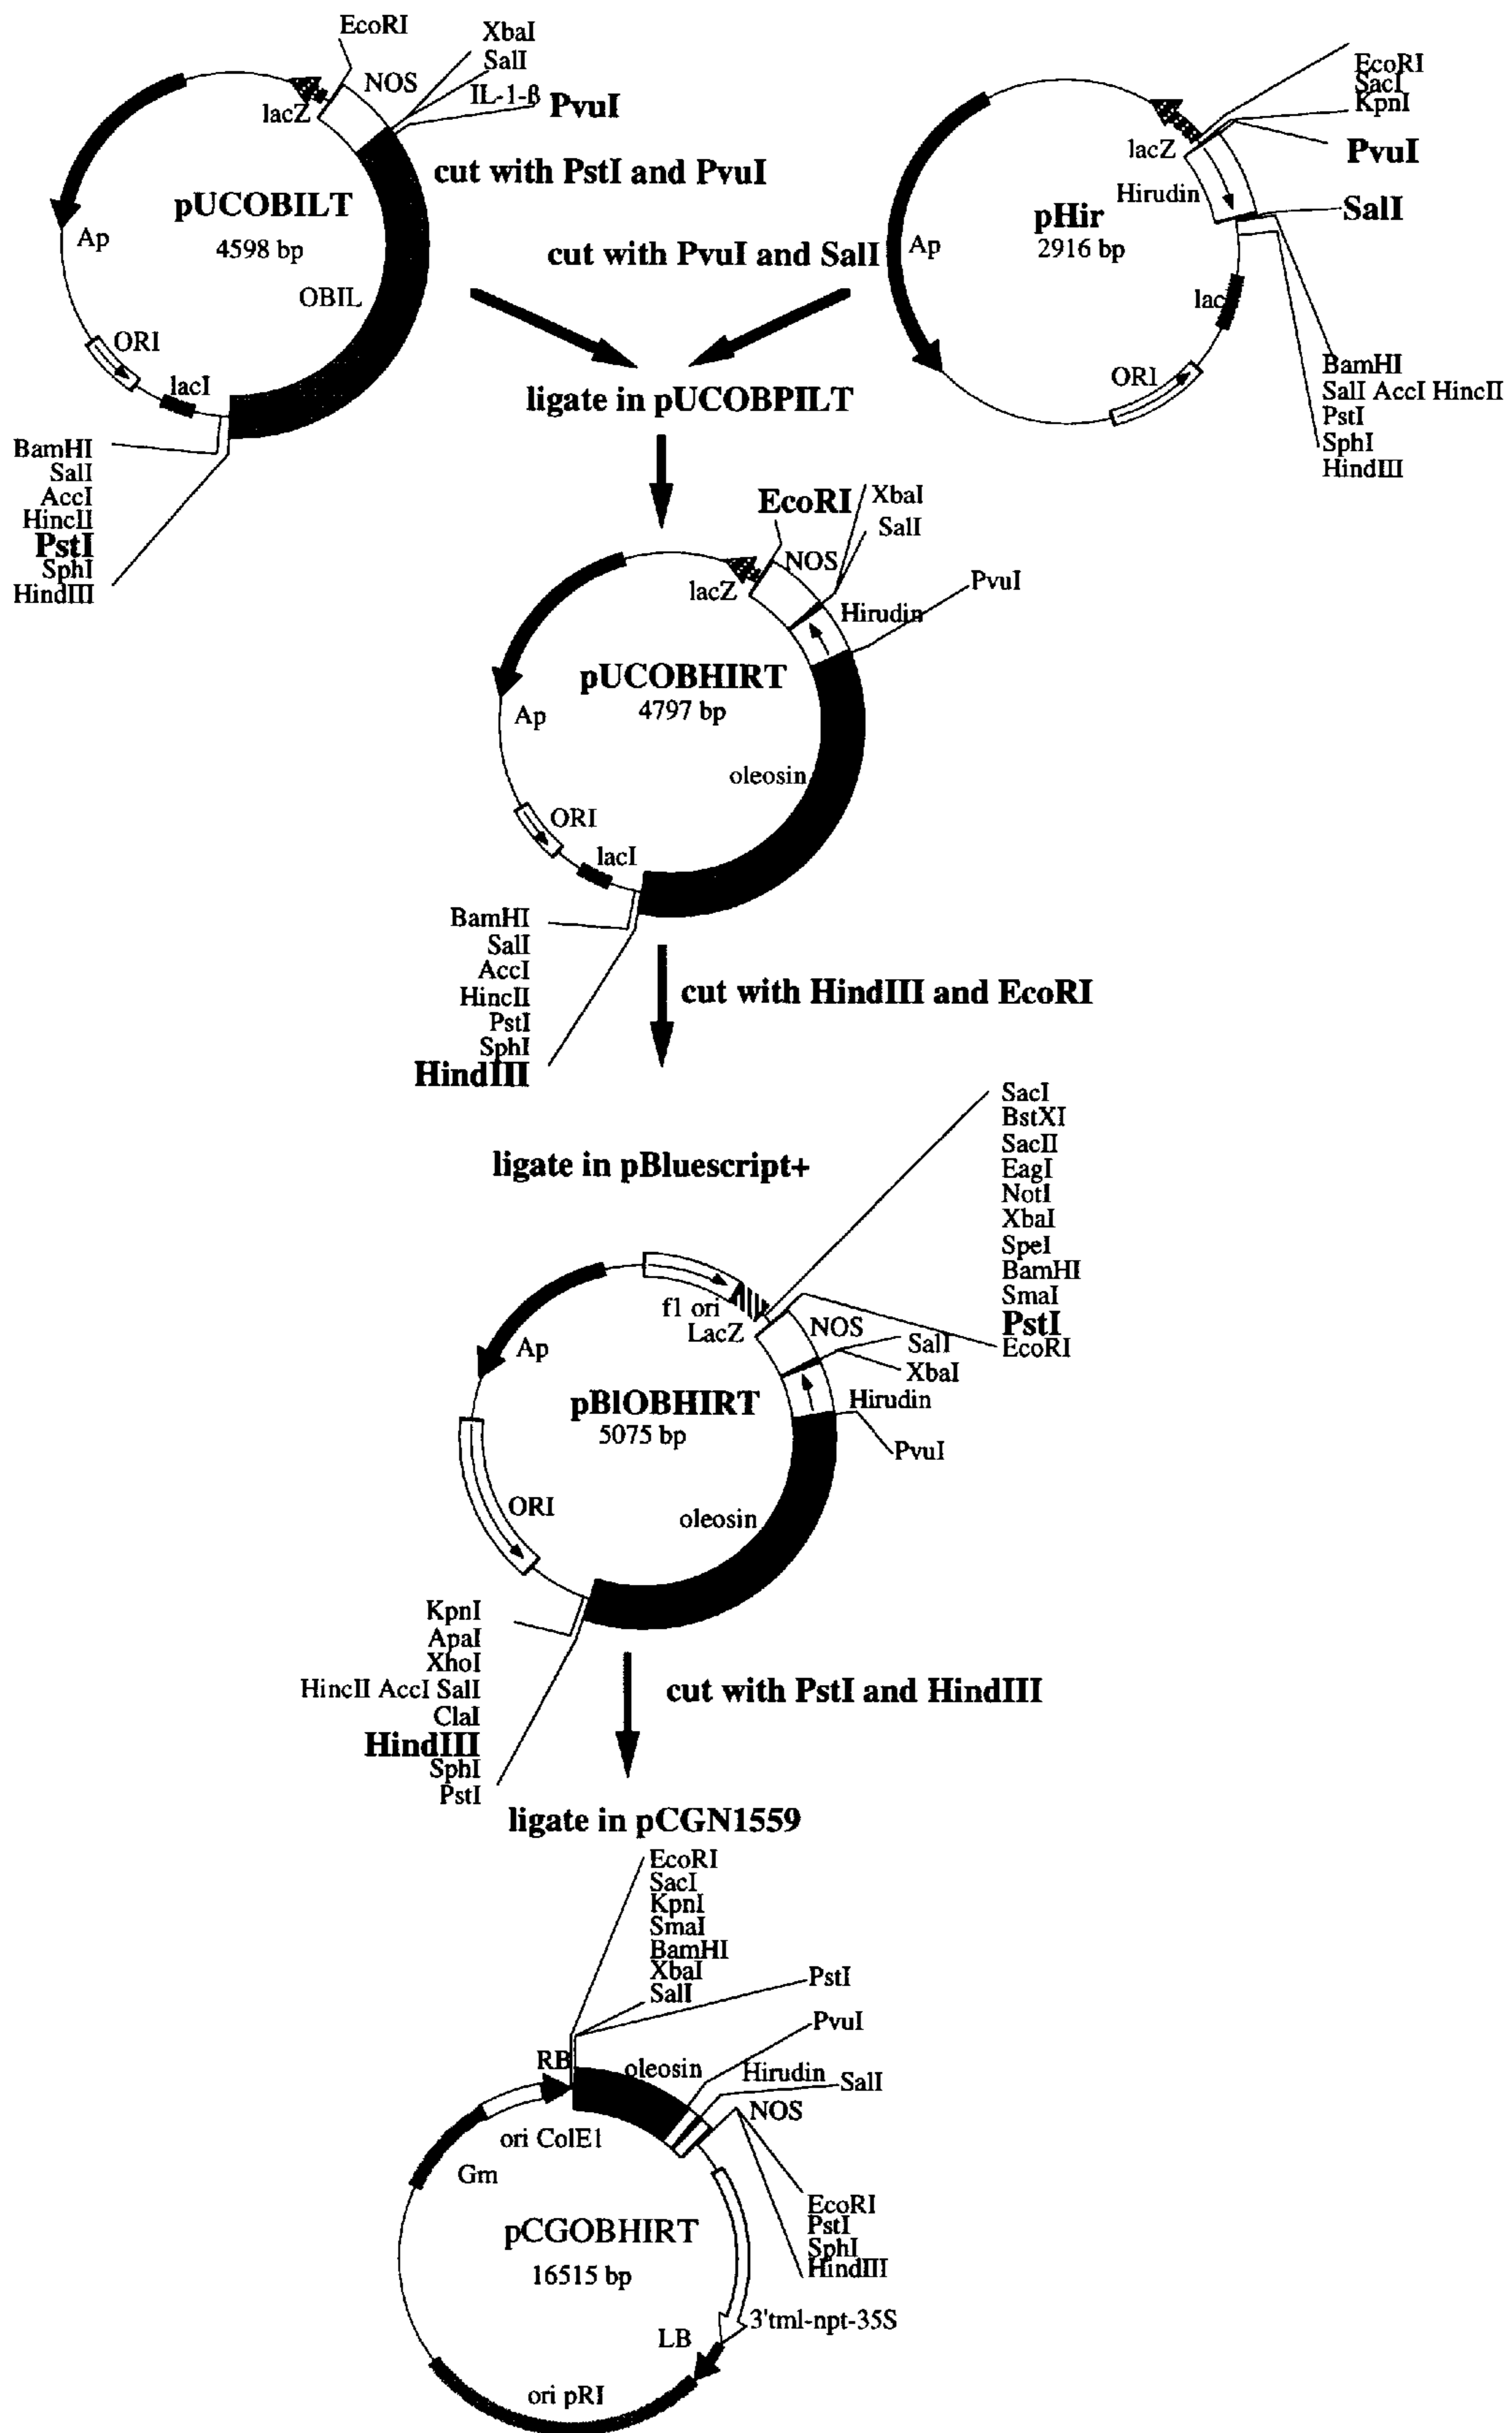 EcoRI
XbaI
SalI
NOS
IL-1-β
PvuI
lacZ
cut with PstI and PvuI
pUCOBILT
4598 bp
Ap
OBIL
ORI
lacI
BamHI
SalI
AccI
HincII
PstI
SphI
HindIII
EcoRI
SacI
KpnI
lacZ
PvuI
Hirudin
SalI
pHir
2916 bp
cut with PvuI and SalI
Ap
lac
ORI
BamHI
SalI AccI HincII
PstI
SphI
HindIII
ligate in pUCOBPILT
EcoRI
XbaI
SalI
NOS
lacZ
PvuI
Hirudin
pUCOBHIRT
4797 bp
Ap
oleosin
ORI
lacI
BamHI
SalI
AccI
HincII
PstI
SphI
HindIII
cut with HindIII and EcoRI
ligate in pBluescript+
SacI
BstXI
SacII
EagI
NotI
XbaI
SpeI
BamHI
SmaI
PstI
EcoRI
f1 ori
LacZ
NOS
SalI
XbaI
Ap
Hirudin
pBlOBHIRT
5075 bp
PvuI
ORI
oleosin
KpnI
ApaI
XhoI
HincII AccI SalI
ClaI
HindIII
SphI
PstI
cut with PstI and HindIII
ligate in pCGN1559
EcoRI
SacI
KpnI
SmaI
BamHI
XbaI
SalI
PstI
PvuI
RB
oleosin
Hirudin
SalI
NOS
ori ColE1
Gm
pCGOBHIRT
16515 bp
EcoRI
PstI
SphI
HindIII
3'tml-npt-35S
LB
ori pRI